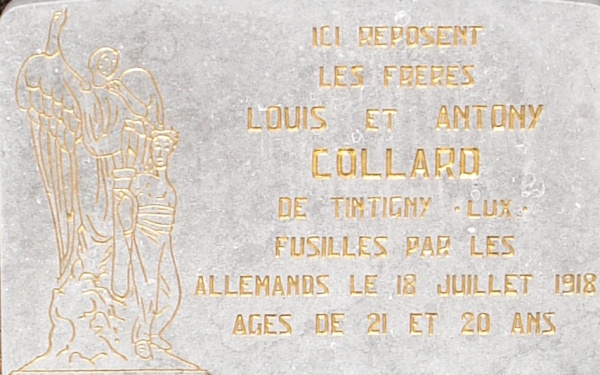 ICI REPOSENT
LES FRERES
LOUIS ET ANTONY
COLLARD
DE TINTIGNY · LUX ·
FUSILLES PAR LES
ALLEMANDS LE 18 JUILLET 1918
AGES DE 21 ET 20 ANS